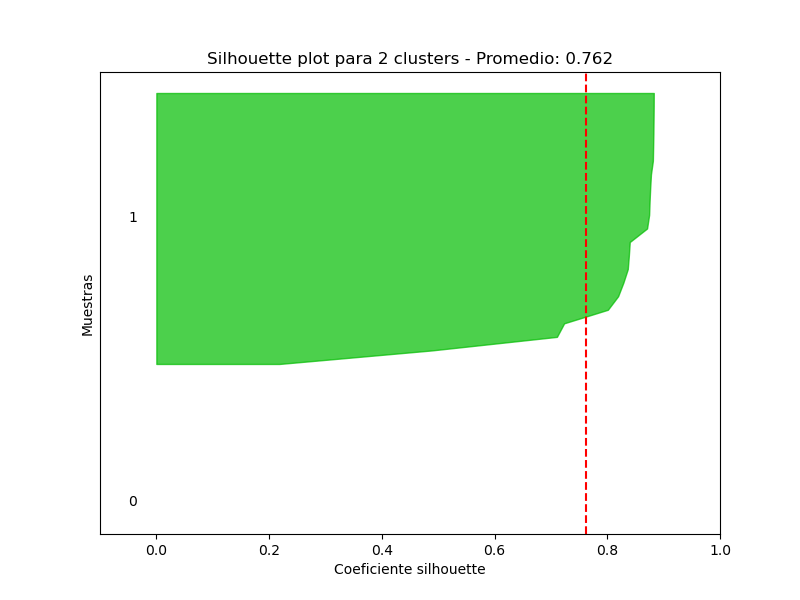 Silhouette plot para 2 clusters - Promedio: 0.762
1
0
Muestras
0.0 0.2 0.4 0.6 0.8 1.0
Coeficiente silhouette